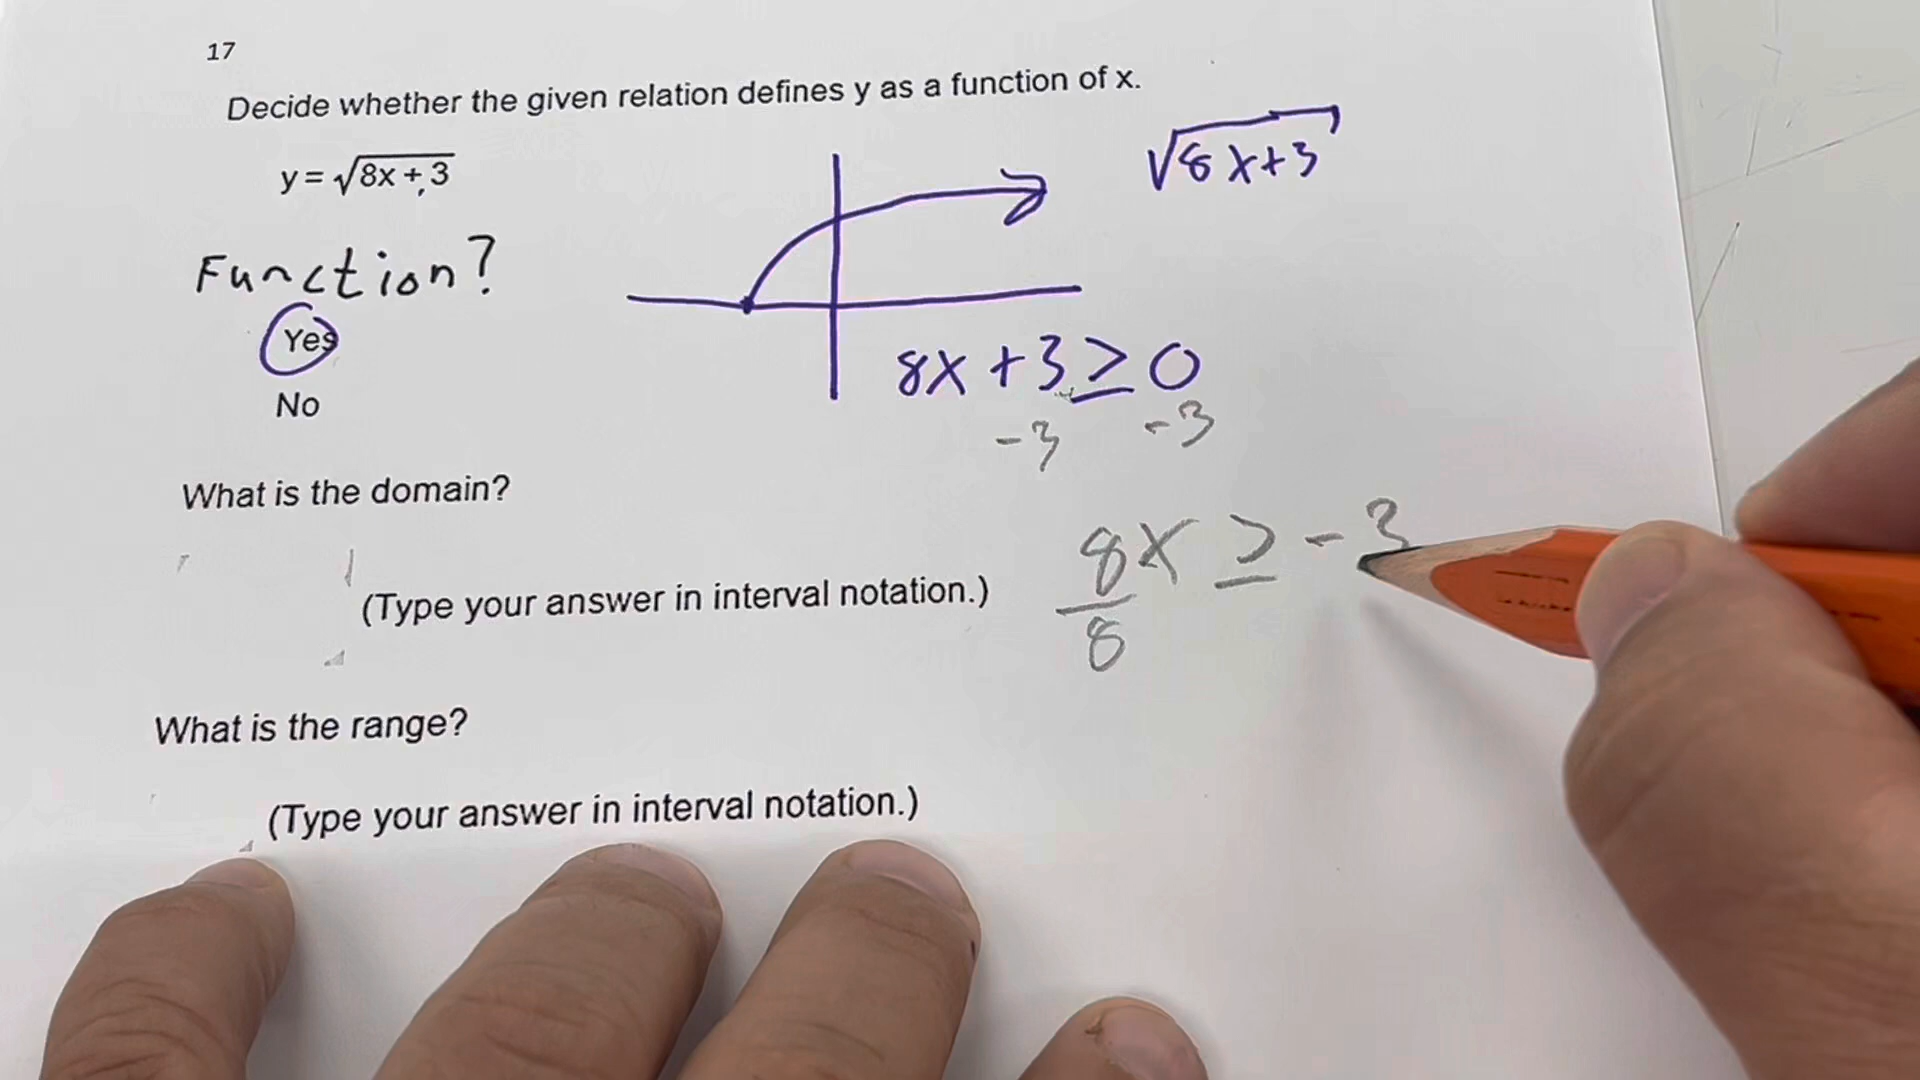 17
Decide whether the given relation defines y as a function of x.
y = √8x + 3
√8x+3
Function?
Yes
No
8x + 3 ≥ 0
-3 -3
What is the domain?
8x ≥ -3
8
(Type your answer in interval notation.)
What is the range?
(Type your answer in interval notation.)